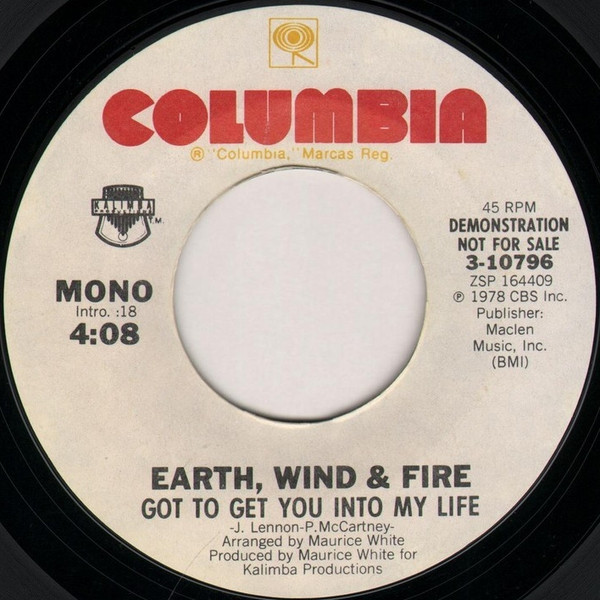 COLUMBIA
® "Columbia," Marcas Reg.
KALIMBA
T.M.
MONO
Intro. :18
4:08
45 RPM
DEMONSTRATION
NOT FOR SALE
3-10796
ZSP 164409
℗ 1978 CBS Inc.
Publisher:
Maclen
Music, Inc.
(BMI)
EARTH, WIND & FIRE
GOT TO GET YOU INTO MY LIFE
-J. Lennon-P. McCartney-
Arranged by Maurice White
Produced by Maurice White for
Kalimba Productions